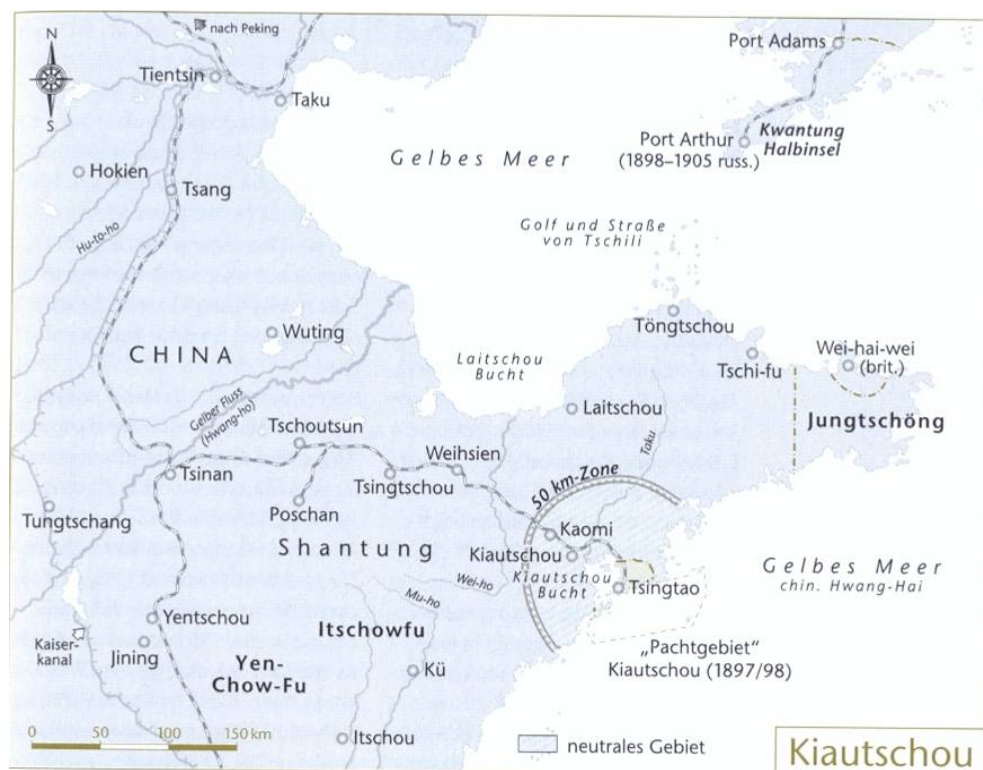 N
S
nach Peking
Tientsin
Taku
Port Adams
Port Arthur
(1898–1905 russ.)
Kwantung
Halbinsel
Gelbes Meer
Hokien
Tsang
Hu-to-ho
Golf und Straße
von Tschili
Wuting
CHINA
Laitschou
Bucht
Töngtschou
Tschi-fu
Wei-hai-wei
(brit.)
Gelber Fluss
(Hwang-ho)
Laitschou
Jungtschöng
Tschoutsun
Taku
Weihsien
Tsinan
Tsingtschou
50 km-Zone
Poschan
Tungtschang
Kaomi
Shantung
Kiautschou
Kiautschou
Bucht
Tsingtao
Gelbes Meer
chin. Hwang-Hai
Wei-ho
Mu-ho
Yentschou
Itschowfu
Kaiser-
kanal
Jining
Yen-
Chow-Fu
Kü
„Pachtgebiet“
Kiautschou (1897/98)
0 50 100 150 km
Itschou
neutrales Gebiet
Kiautschou